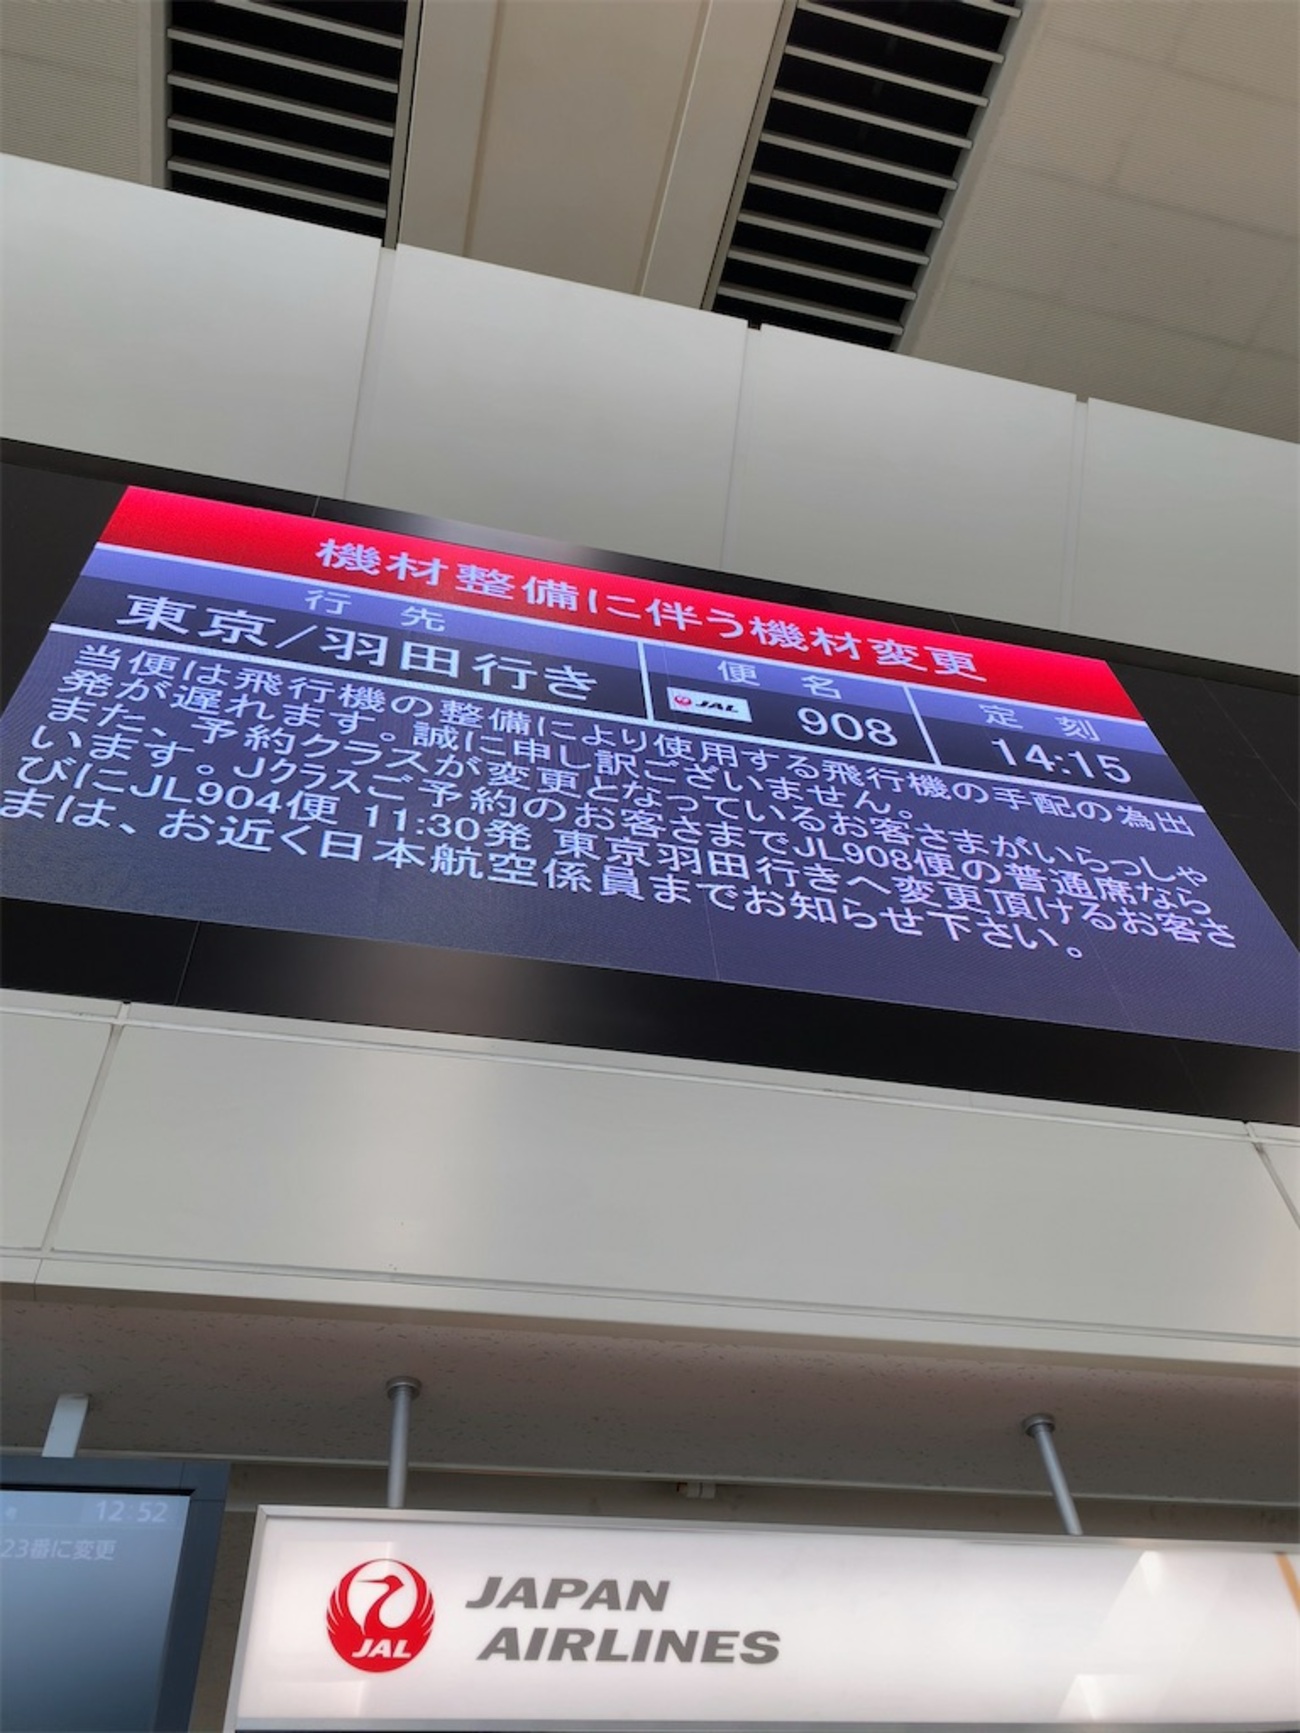 機材整備に伴う機材変更
行先 便名 定刻
東京/羽田行き JAL 908 14:15
当便は飛行機の整備により使用する飛行機の手配の為出
発が遅れます。誠に申し訳ございません。
また、予約クラスが変更となっているお客さまがいらっしゃ
います。Jクラスご予約のお客さまでJL908便の普通席なら
びにJL904便 11:30発 東京羽田行きへ変更頂けるお客さ
まは、お近く日本航空係員までお知らせ下さい。
12:52
23番に変更
JAL
JAPAN
AIRLINES